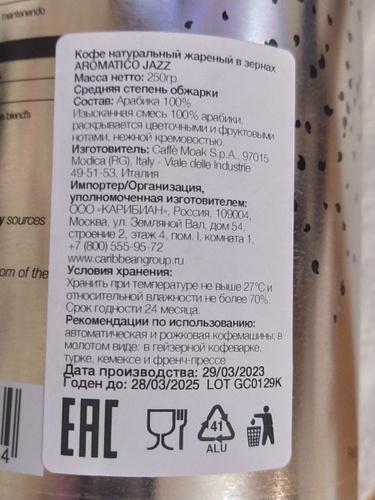 mantenendo
e blend's
y sources
om of the
Кофе натуральный жареный в зернах
AROMATICO JAZZ
Масса нетто: 250гр.
Средняя степень обжарки
Состав: Арабика 100%
Изысканная смесь 100% арабики,
раскрывается цветочными и фруктовыми
нотами, нежной кремовостью.
Изготовитель: Caffè Moak S.p.A., 97015
Modica (RG), Italy - Viale delle Industrie
49-51-53, Италия
Импортер/Организация,
уполномоченная изготовителем:
ООО «КАРИБИАН», Россия, 109004,
Москва, ул. Земляной Вал, дом 54,
строение 2, этаж 4, пом. I, комната 1,
+7 (800) 555-95-72
www.caribbeangroup.ru
Условия хранения:
Хранить при температуре не выше 27°С и
относительной влажности не более 70%.
Срок годности 24 месяца.
Рекомендации по использованию:
автоматическая и рожковая кофемашины; в
молотом виде: в гейзерной кофеварке,
турке, кемексе и френч-прессе
Дата производства: 29/03/2023
Годен до: 28/03/2025 LOT GC0129K
EAC
41
ALU
4